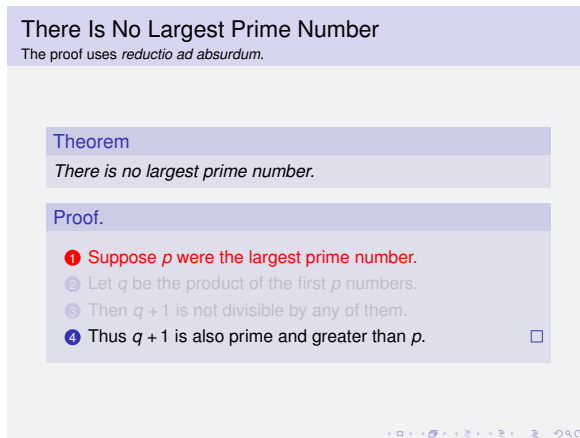 There Is No Largest Prime Number
The proof uses reductio ad absurdum.
Theorem
There is no largest prime number.
Proof.
1 Suppose p were the largest prime number.
2 Let q be the product of the first p numbers.
3 Then q + 1 is not divisible by any of them.
4 Thus q + 1 is also prime and greater than p. □